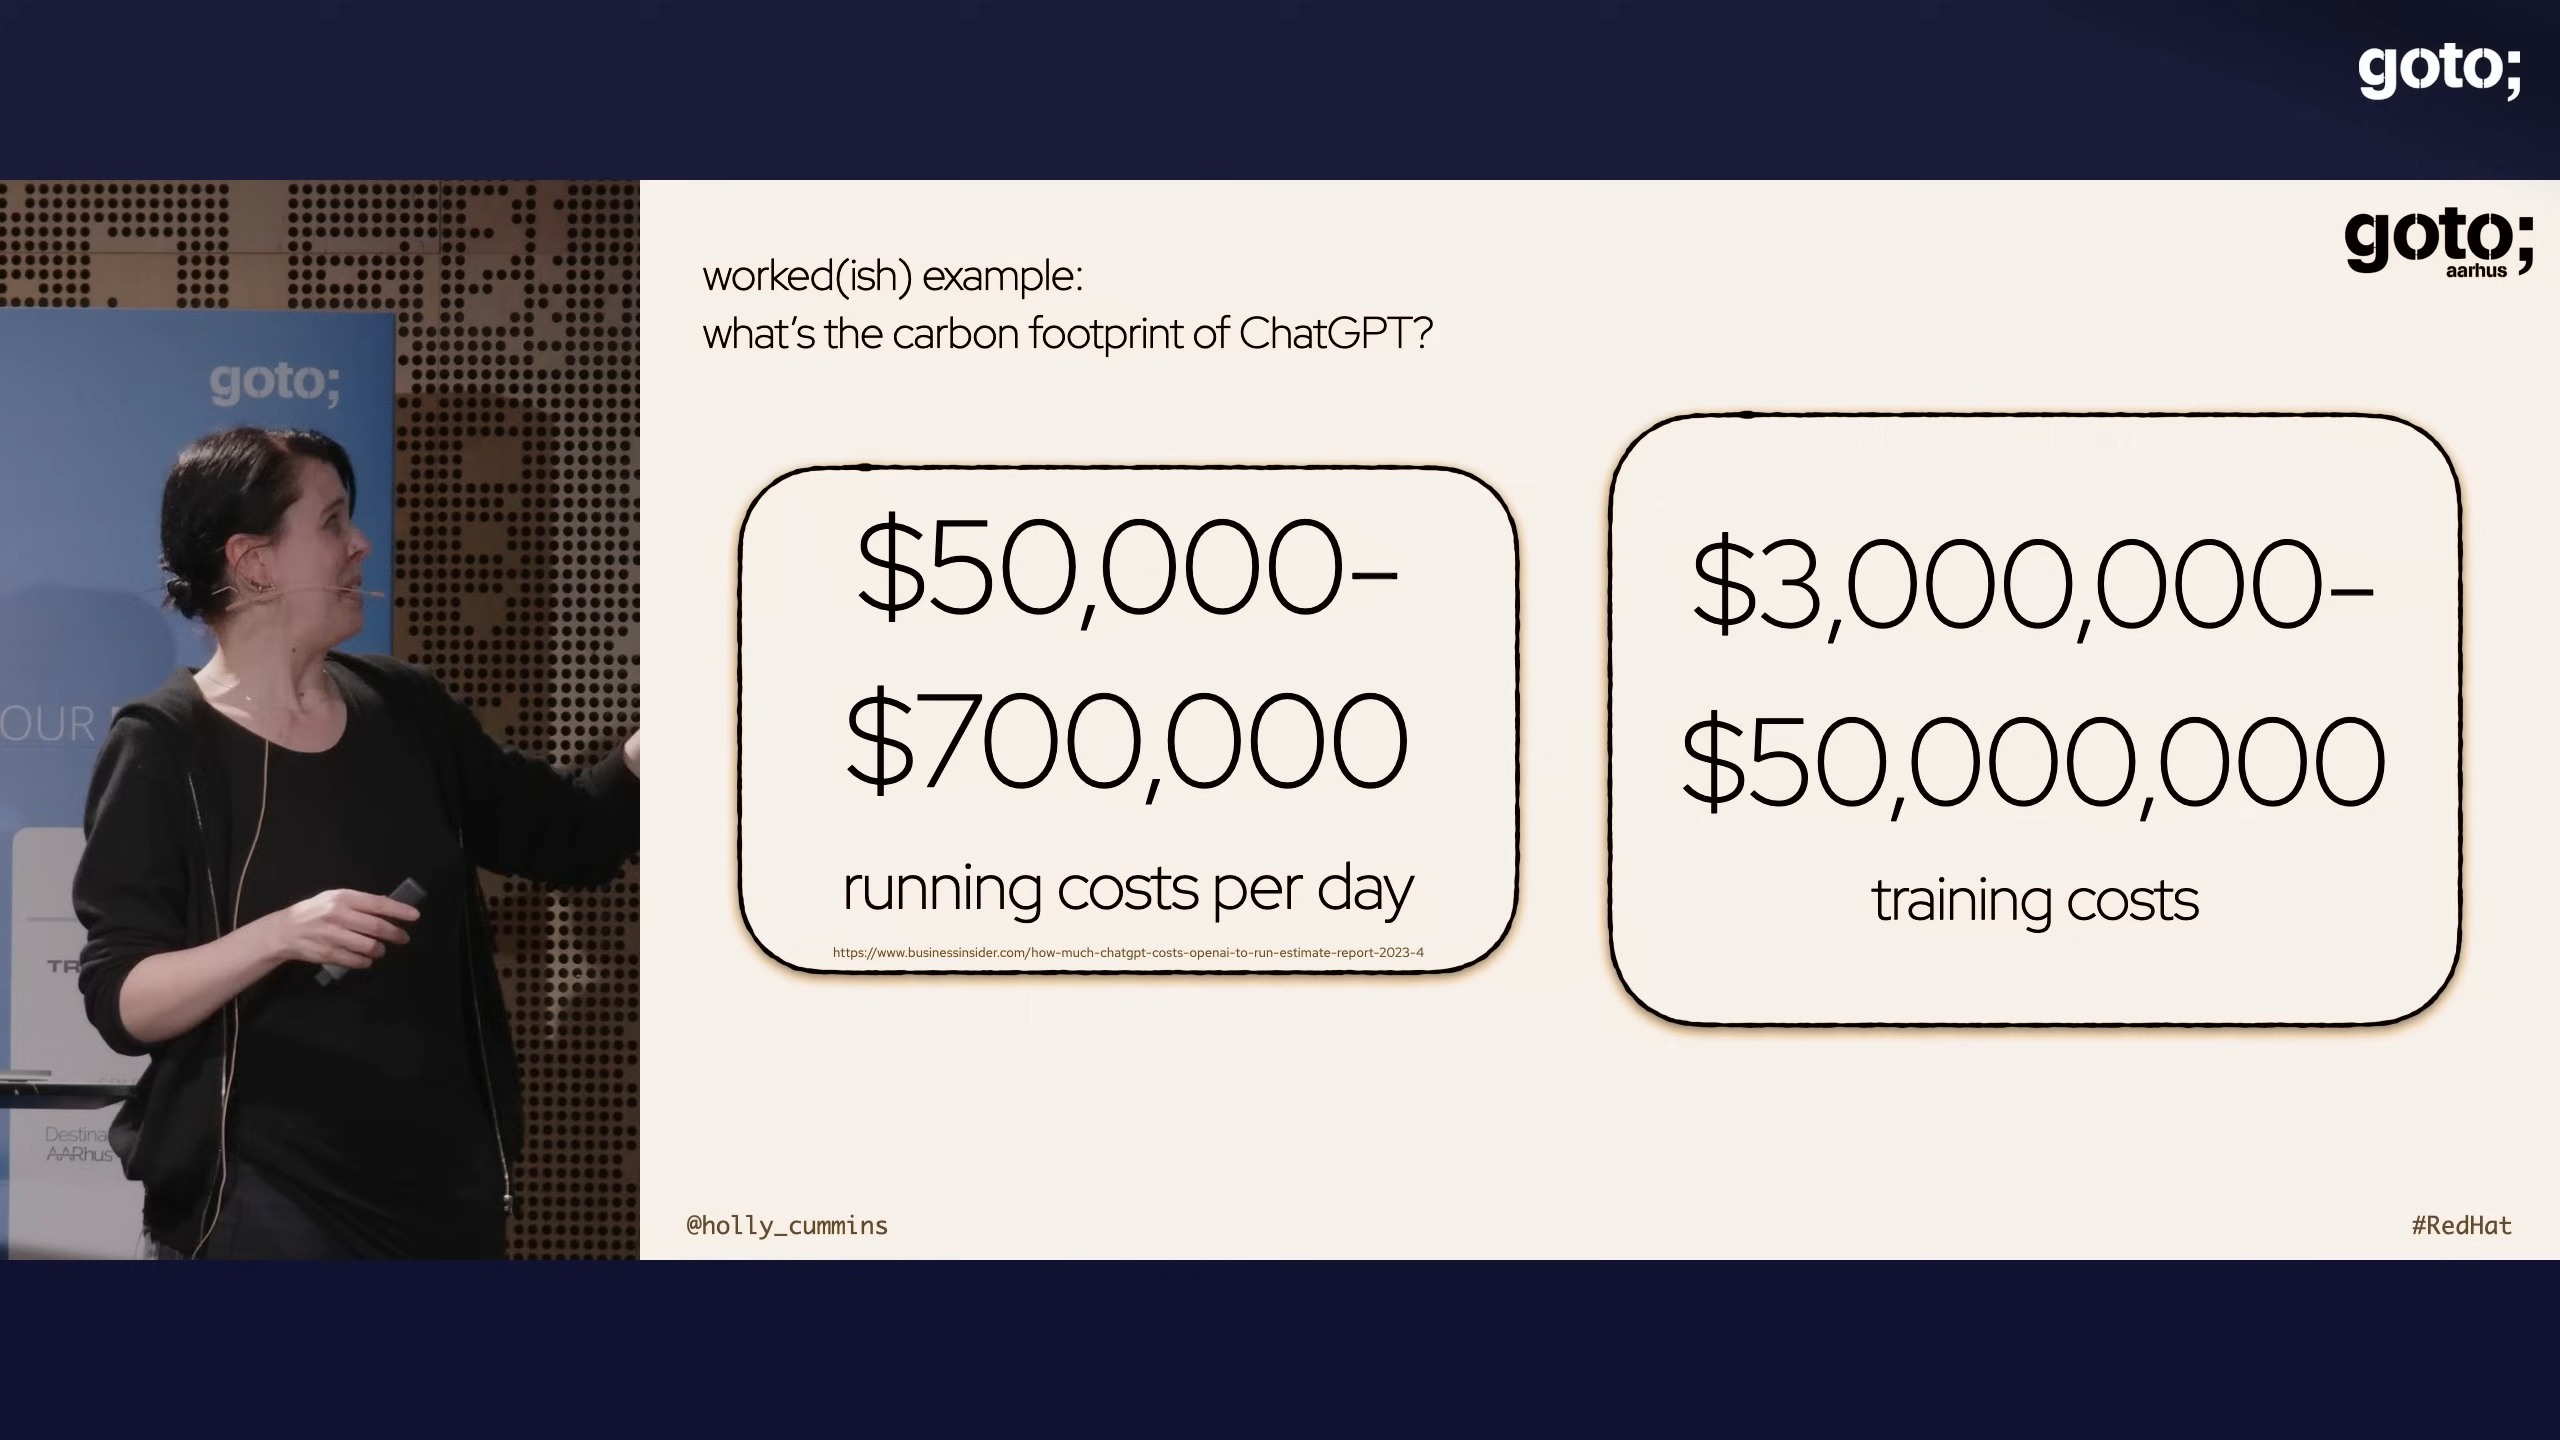 goto;
goto;
aarhus
worked(ish) example:
what's the carbon footprint of ChatGPT?
$50,000–
$700,000
running costs per day
https://www.businessinsider.com/how-much-chatgpt-costs-openai-to-run-estimate-report-2023-4
$3,000,000–
$50,000,000
training costs
@holly_cummins
#RedHat
goto;
OUR
TR
Destina
AARhus